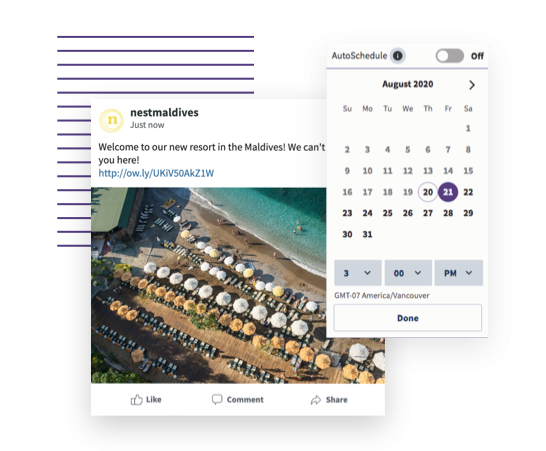 AutoSchedule i Off
August 2020
Su Mo Tu We Th Fr Sa
1
2 3 4 5 6 7 8
9 10 11 12 13 14 15
16 17 18 19 20 21 22
23 24 25 26 27 28 29
30 31
3 00 PM
GMT-07 America/Vancouver
Done
n
nestmaldives
Just now
Welcome to our new resort in the Maldives! We can't
you here!
http://ow.ly/UKiV50AkZ1W
Like Comment Share